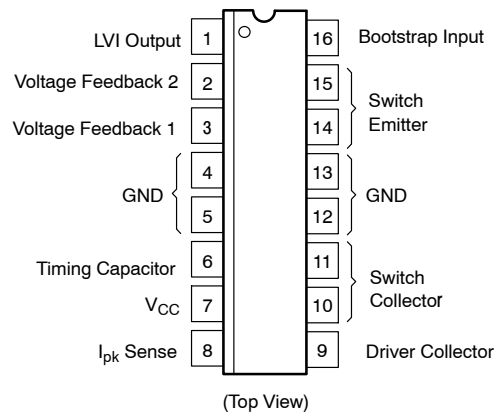 LVI Output 1 16 Bootstrap Input
Voltage Feedback 2 2 15
Switch Emitter
Voltage Feedback 1 3 14
4 13
GND GND
5 12
Timing Capacitor 6 11
Switch Collector
VCC 7 10
Ipk Sense 8 9 Driver Collector
(Top View)